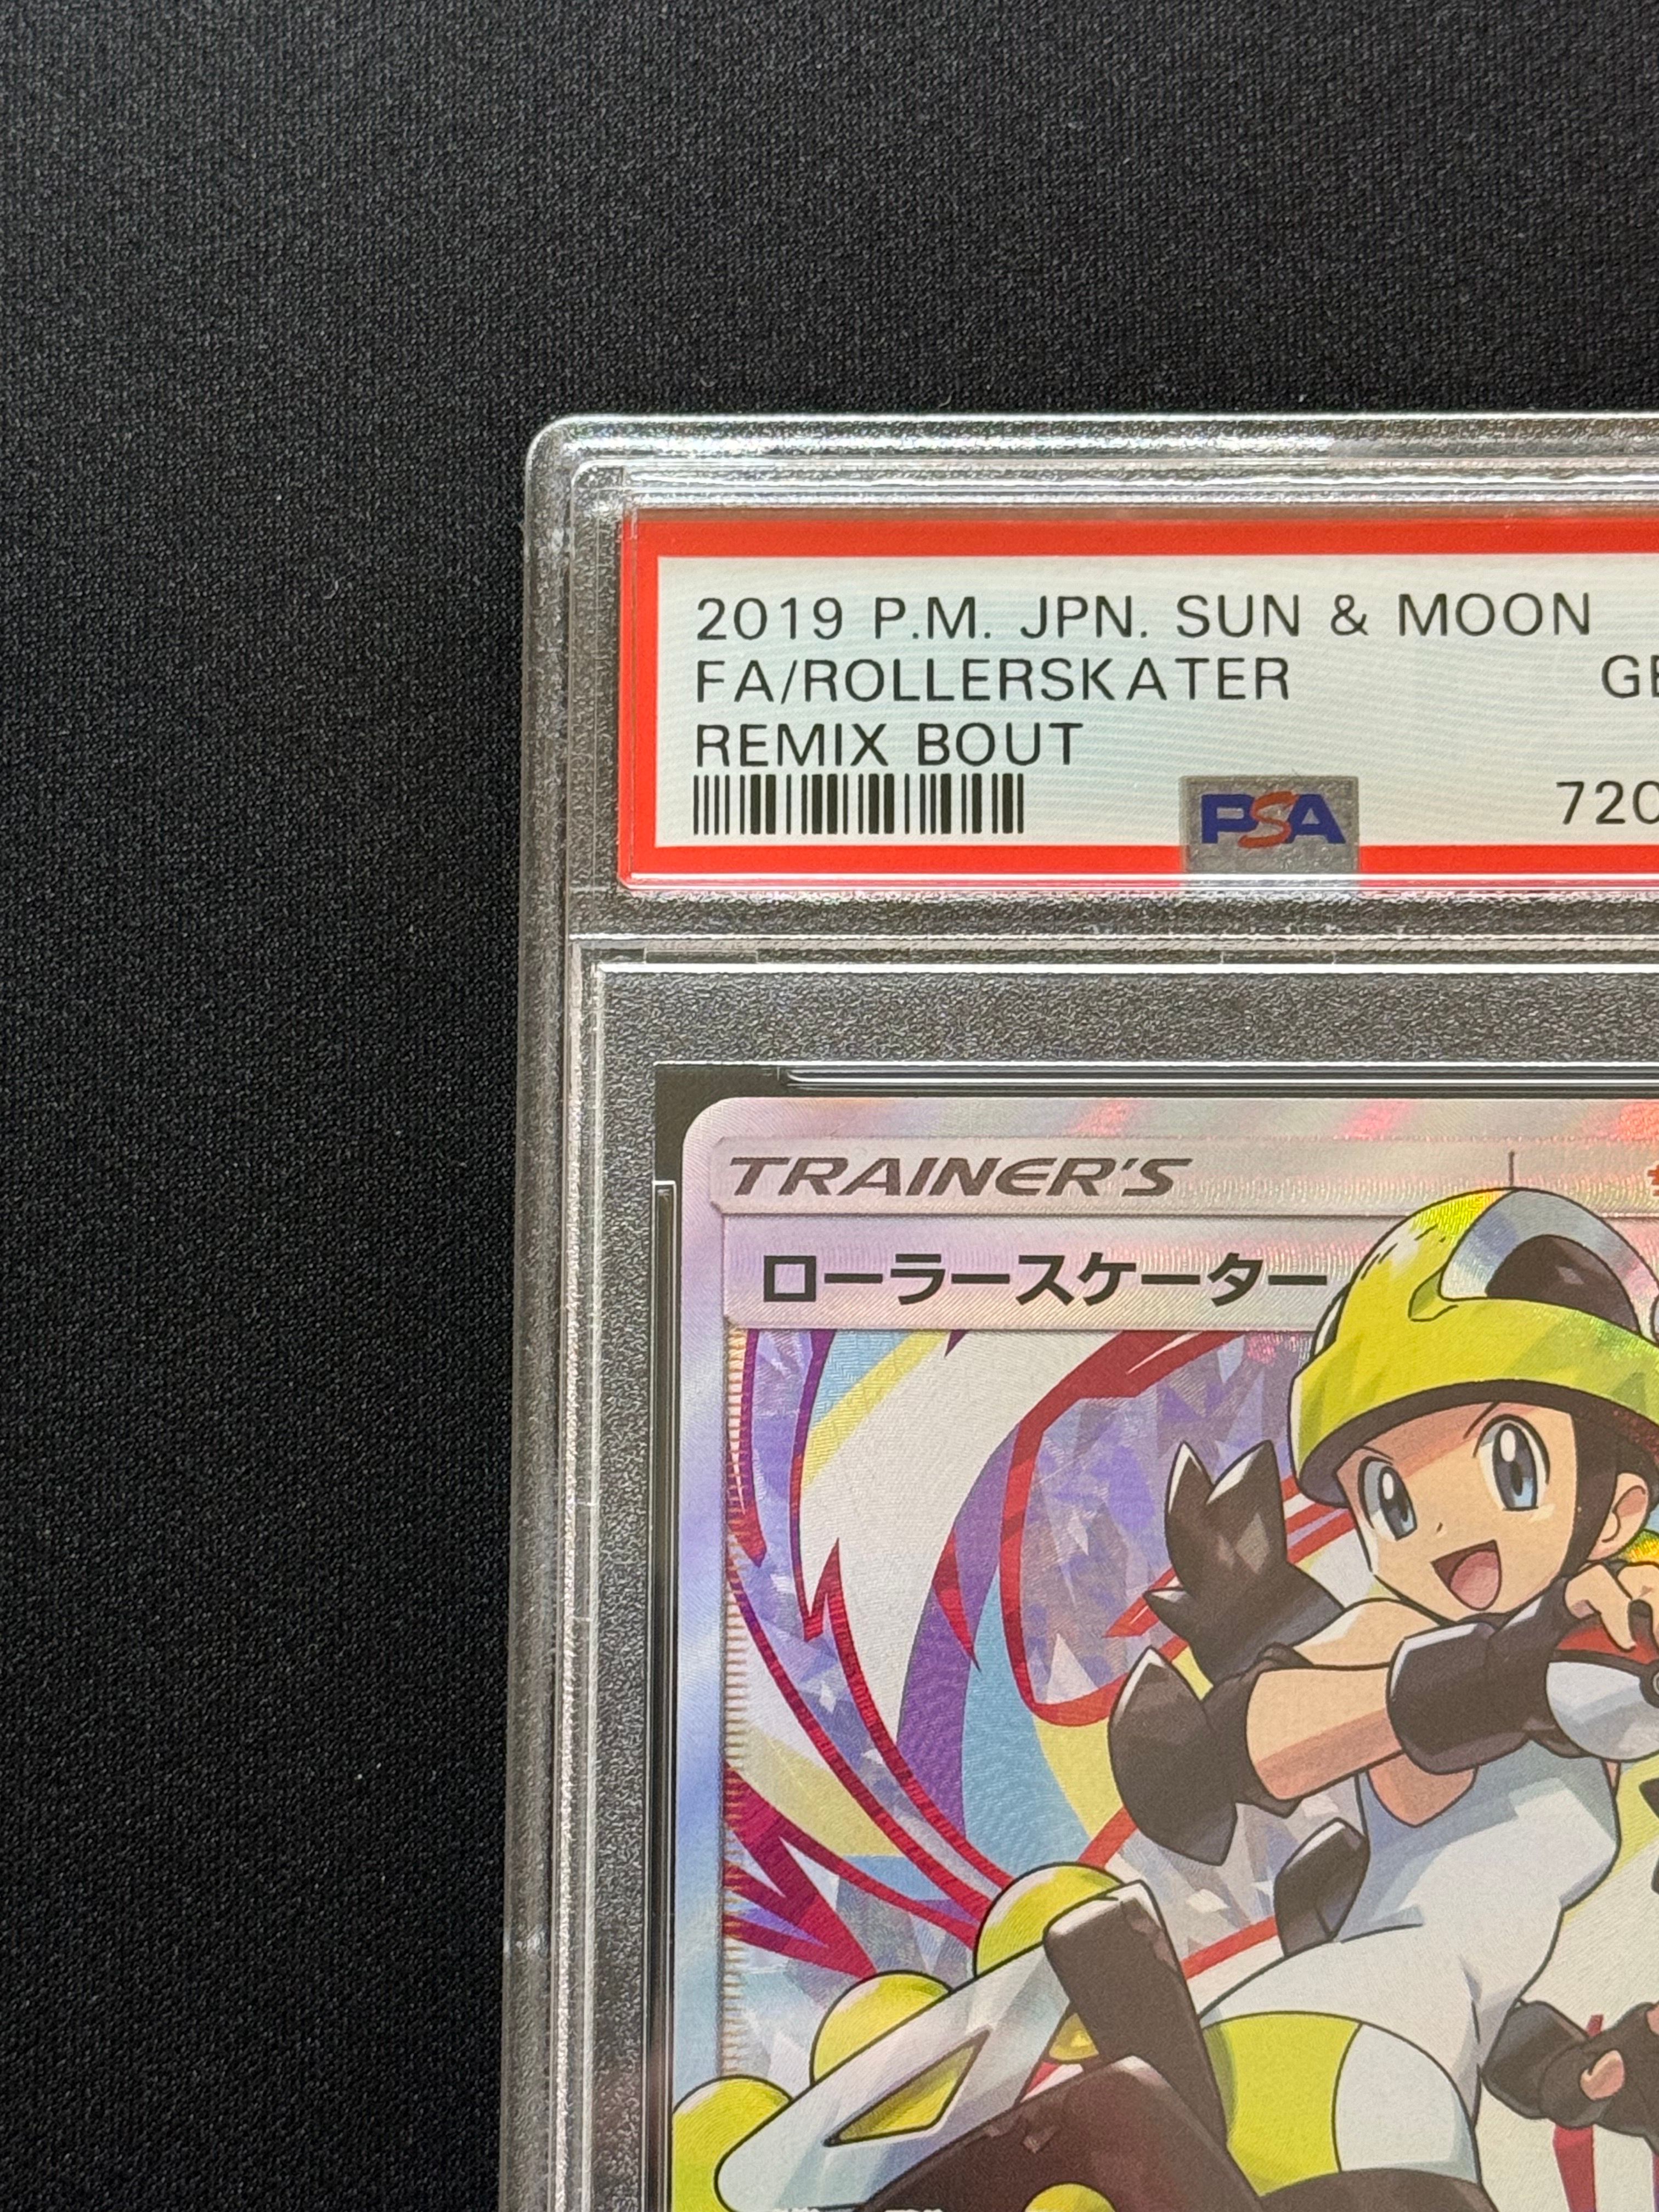 2019 P.M. JPN. SUN & MOON
FA/ROLLERSKATER
REMIX BOUT
PSA
TRAINER'S
ローラースケーター